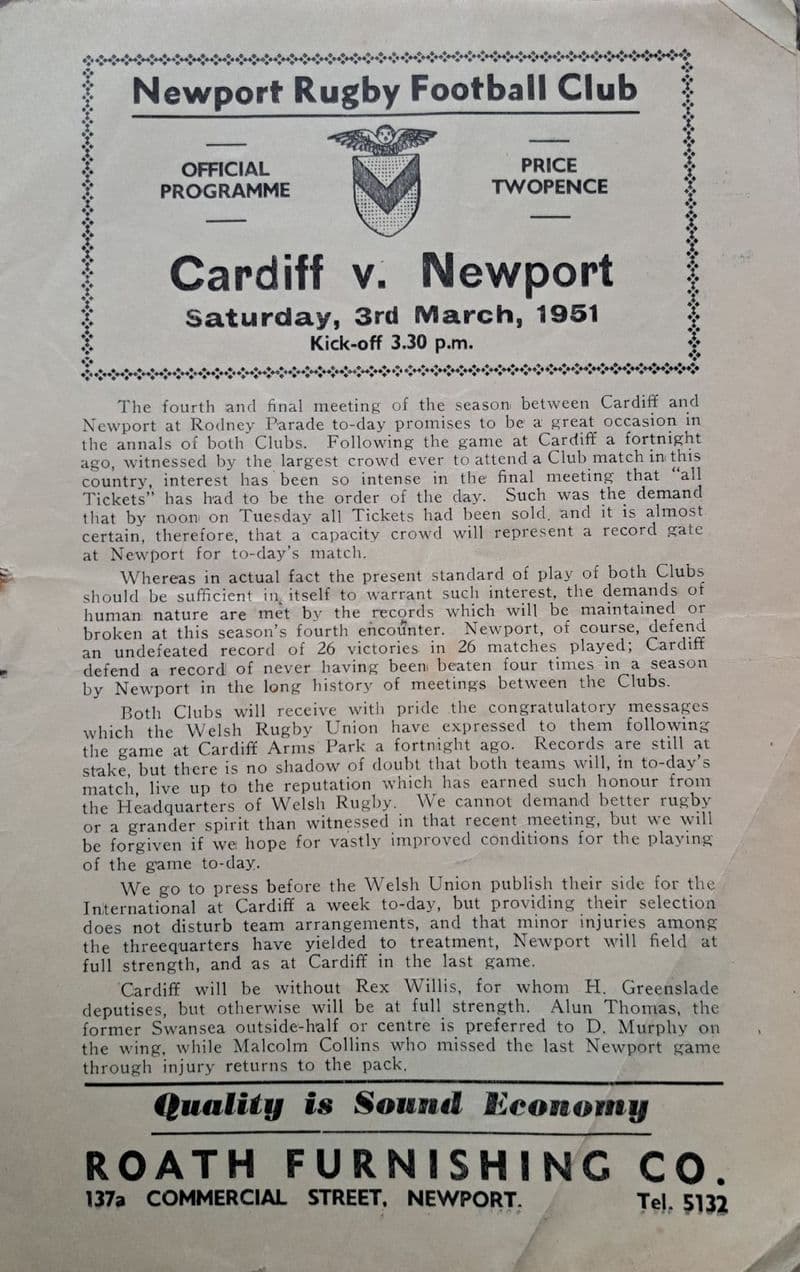 Newport Rugby Football Club
OFFICIAL
PROGRAMME
PRICE
TWOPENCE
Cardiff v. Newport
Saturday, 3rd March, 1951
Kick-off 3.30 p.m.
The fourth and final meeting of the season between Cardiff and
Newport at Rodney Parade to-day promises to be a great occasion in
the annals of both Clubs. Following the game at Cardiff a fortnight
ago, witnessed by the largest crowd ever to attend a Club match in this
country, interest has been so intense in the final meeting that "all
Tickets" has had to be the order of the day. Such was the demand
that by noon on Tuesday all Tickets had been sold, and it is almost
certain, therefore, that a capacity crowd will represent a record gate
at Newport for to-day's match.
Whereas in actual fact the present standard of play of both Clubs
should be sufficient in itself to warrant such interest, the demands of
human nature are met by the records which will be maintained or
broken at this season's fourth encounter. Newport, of course, defend
an undefeated record of 26 victories in 26 matches played; Cardiff
defend a record of never having been beaten four times in a season
by Newport in the long history of meetings between the Clubs.
Both Clubs will receive with pride the congratulatory messages
which the Welsh Rugby Union have expressed to them following
the game at Cardiff Arms Park a fortnight ago. Records are still at
stake, but there is no shadow of doubt that both teams will, in to-day's
match, live up to the reputation which has earned such honour from
the Headquarters of Welsh Rugby. We cannot demand better rugby
or a grander spirit than witnessed in that recent meeting, but we will
be forgiven if we hope for vastly improved conditions for the playing
of the game to-day.
We go to press before the Welsh Union publish their side for the
International at Cardiff a week to-day, but providing their selection
does not disturb team arrangements, and that minor injuries among
the threequarters have yielded to treatment, Newport will field at
full strength, and as at Cardiff in the last game.
Cardiff will be without Rex Willis, for whom H. Greenslade
deputises, but otherwise will be at full strength. Alun Thomas, the
former Swansea outside-half or centre is preferred to D. Murphy on
the wing, while Malcolm Collins who missed the last Newport game
through injury returns to the pack.
Quality is Sound Economy
ROATH FURNISHING CO.
137a COMMERCIAL STREET, NEWPORT. Tel. 5132